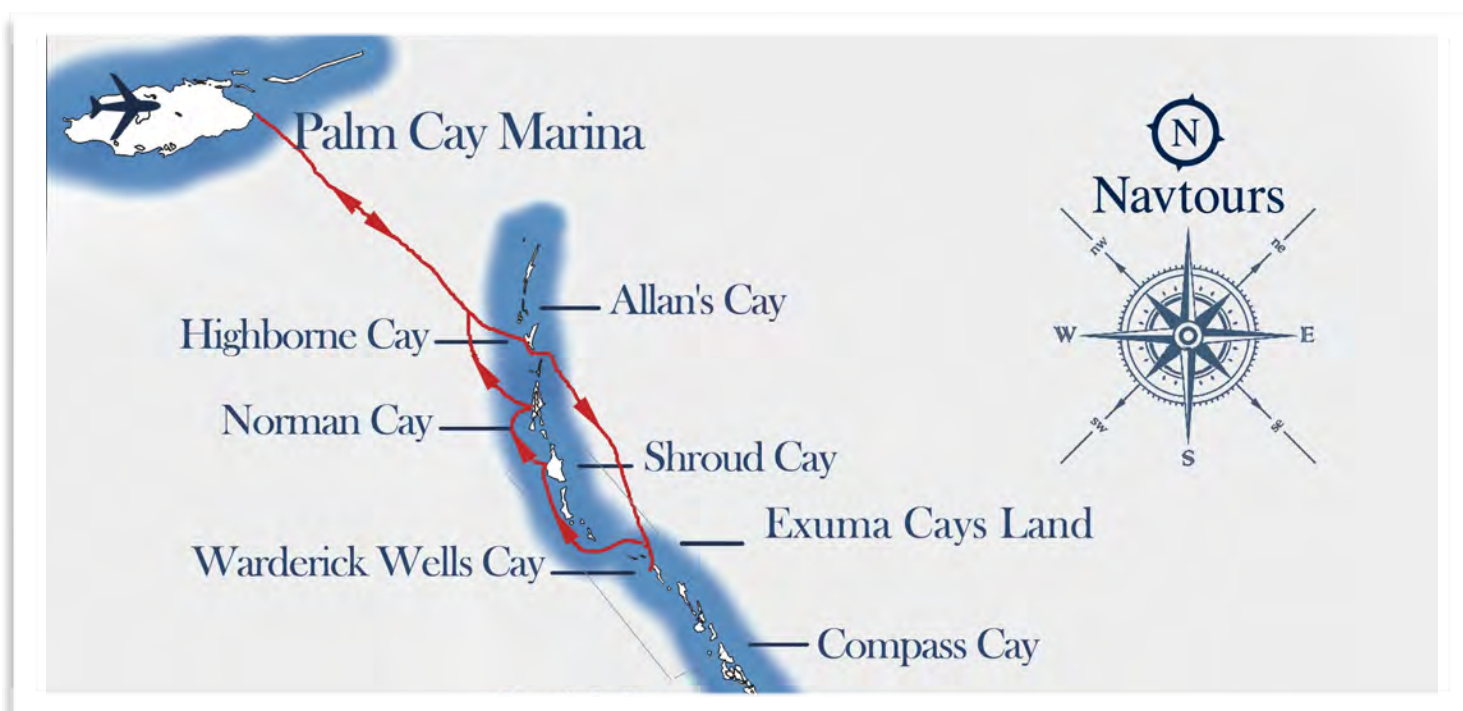 Palm Cay Marina
N
Navtours
nw
ne
Allan's Cay
Highborne Cay
W
E
Norman Cay
sw
se
Shroud Cay
S
Exuma Cays Land
Warderick Wells Cay
Compass Cay